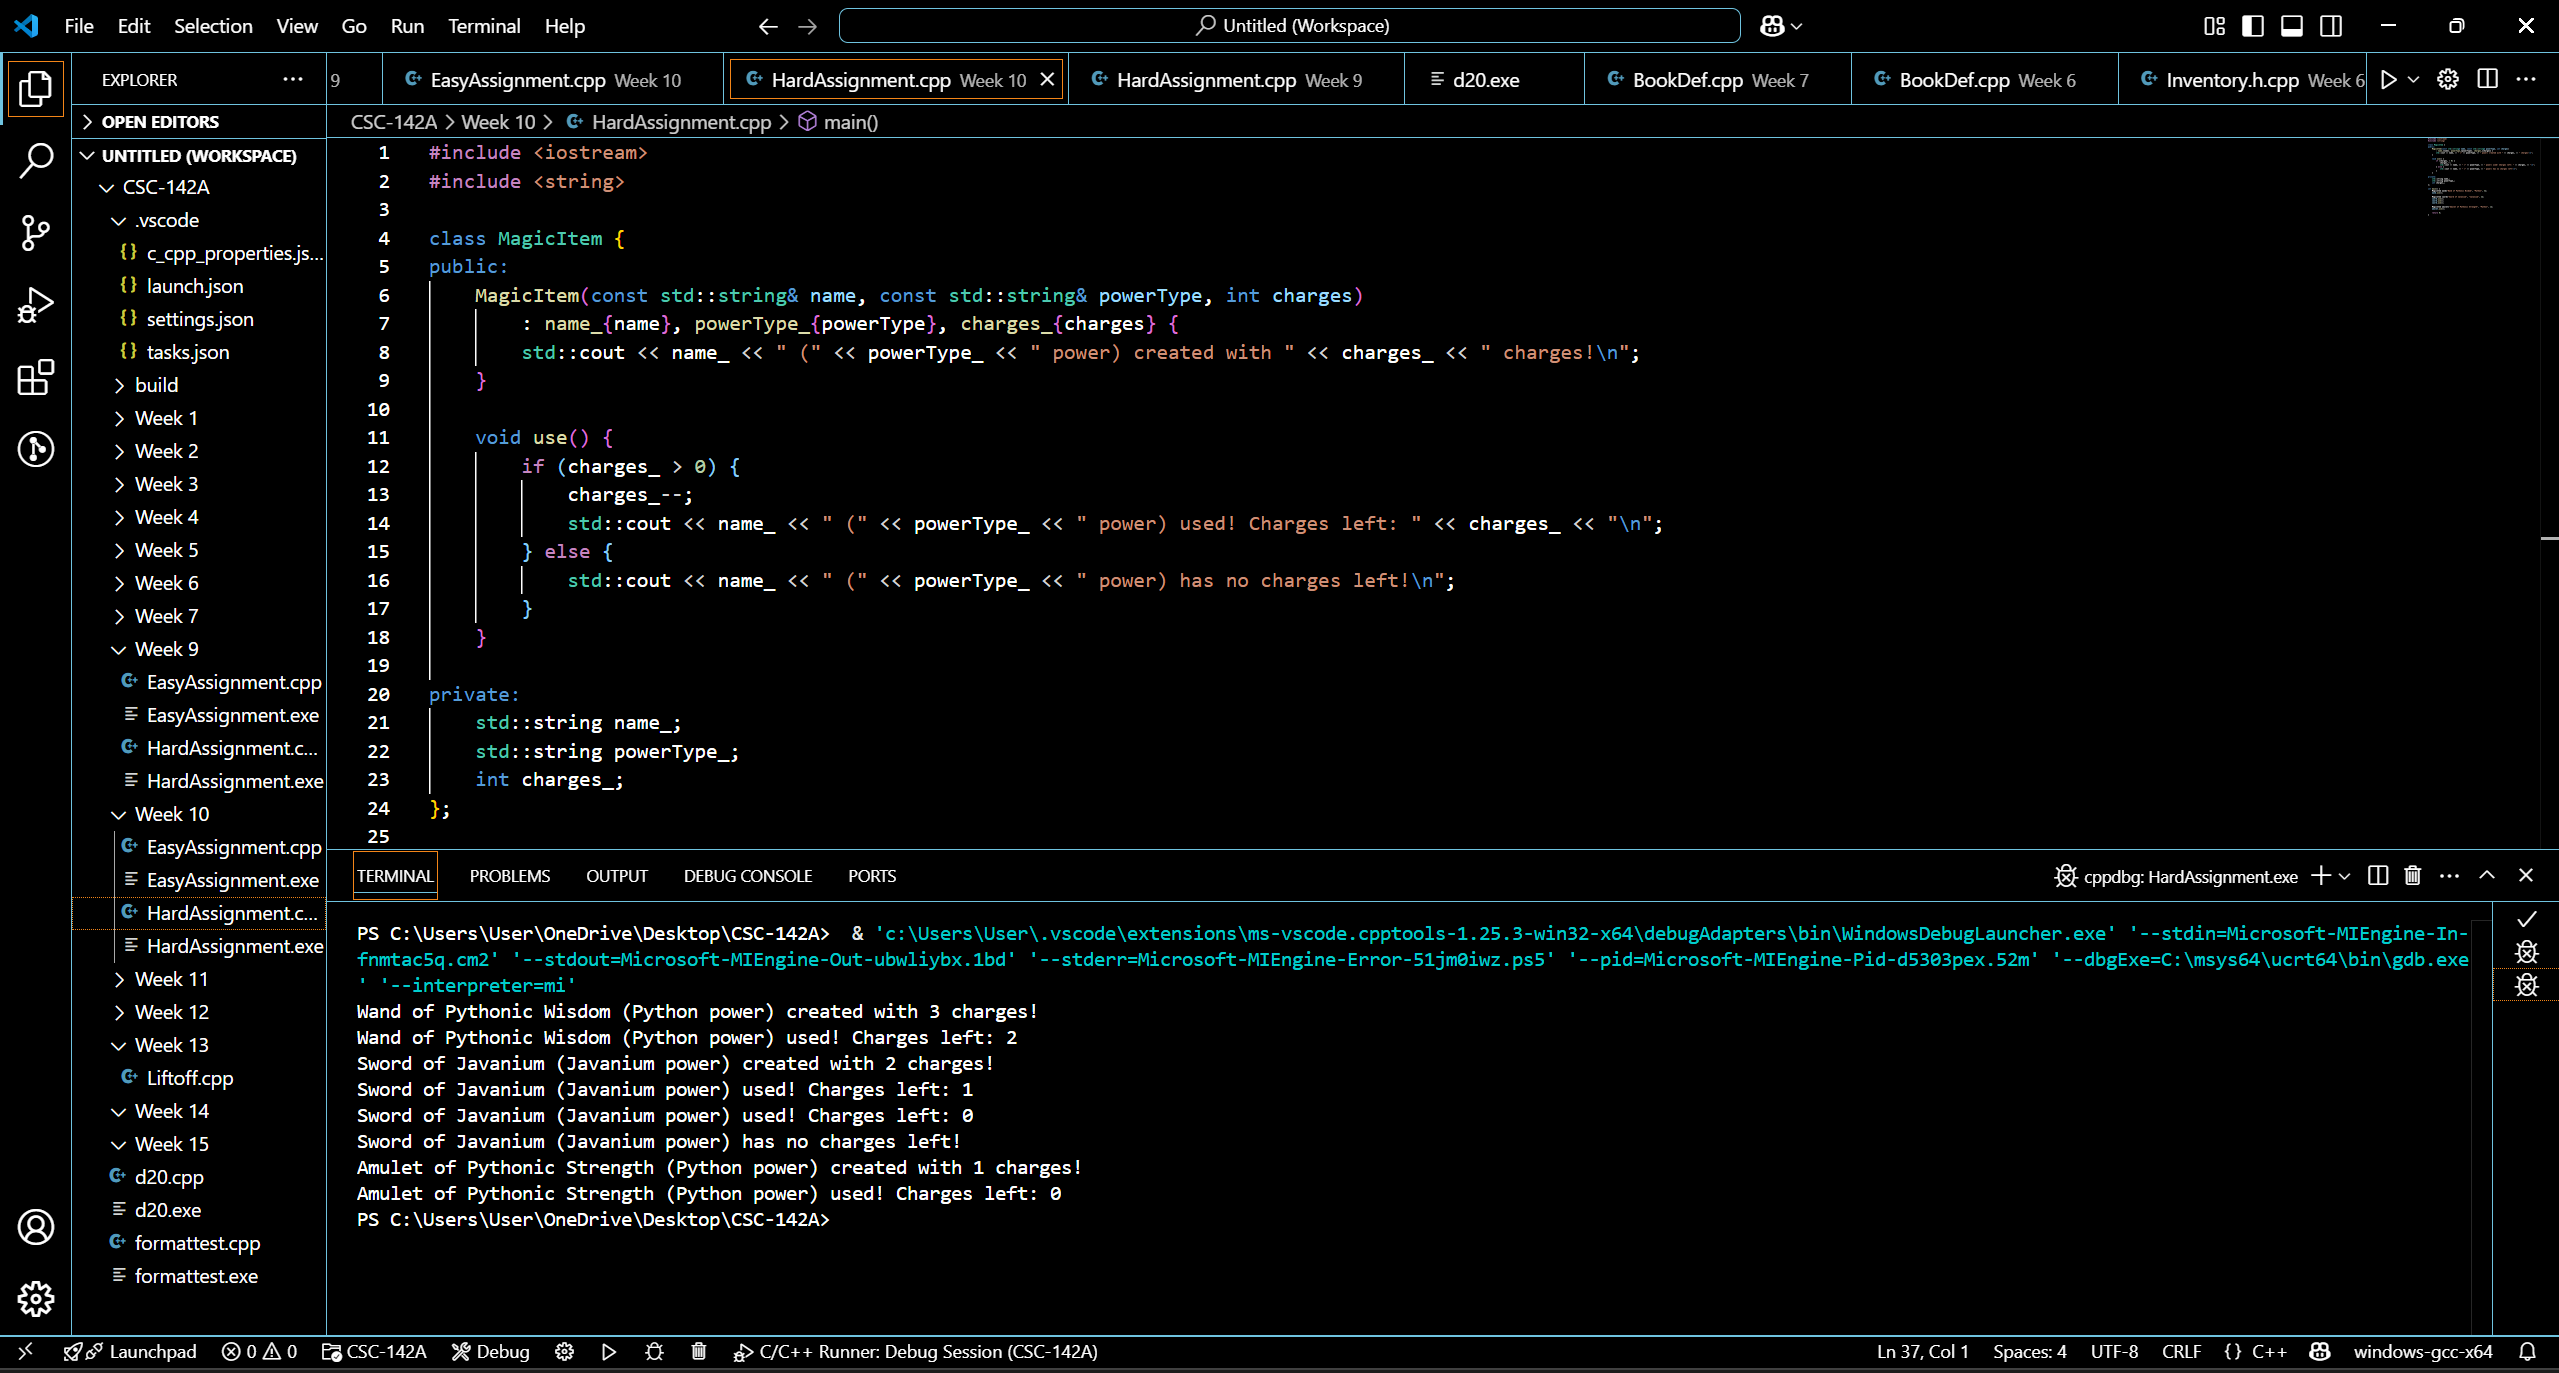 File Edit Selection View Go Run Terminal Help
Untitled (Workspace)
EXPLORER
9
EasyAssignment.cpp Week 10
HardAssignment.cpp Week 10
HardAssignment.cpp Week 9
d20.exe
BookDef.cpp Week 7
BookDef.cpp Week 6
Inventory.h.cpp Week 6
OPEN EDITORS
UNTITLED (WORKSPACE)
CSC-142A
.vscode
{} c_cpp_properties.js...
{} launch.json
{} settings.json
{} tasks.json
build
Week 1
Week 2
Week 3
Week 4
Week 5
Week 6
Week 7
Week 9
EasyAssignment.cpp
EasyAssignment.exe
HardAssignment.c...
HardAssignment.exe
Week 10
EasyAssignment.cpp
EasyAssignment.exe
HardAssignment.c...
HardAssignment.exe
Week 11
Week 12
Week 13
Liftoff.cpp
Week 14
Week 15
d20.cpp
d20.exe
formattest.cpp
formattest.exe
CSC-142A > Week 10 > HardAssignment.cpp > main()
1 #include <iostream>
2 #include <string>
3
4 class MagicItem {
5 public:
6     MagicItem(const std::string& name, const std::string& powerType, int charges)
7         : name_{name}, powerType_{powerType}, charges_{charges} {
8         std::cout << name_ << " (" << powerType_ << " power) created with " << charges_ << " charges!\n";
9     }
10
11     void use() {
12         if (charges_ > 0) {
13             charges_--;
14             std::cout << name_ << " (" << powerType_ << " power) used! Charges left: " << charges_ << "\n";
15         } else {
16             std::cout << name_ << " (" << powerType_ << " power) has no charges left!\n";
17         }
18     }
19
20 private:
21     std::string name_;
22     std::string powerType_;
23     int charges_;
24 };
25
TERMINAL PROBLEMS OUTPUT DEBUG CONSOLE PORTS
cppdbg: HardAssignment.exe
PS C:\Users\User\OneDrive\Desktop\CSC-142A>  & 'c:\Users\User\.vscode\extensions\ms-vscode.cpptools-1.25.3-win32-x64\debugAdapters\bin\WindowsDebugLauncher.exe' '--stdin=Microsoft-MIEngine-In-
fnmtac5q.cm2' '--stdout=Microsoft-MIEngine-Out-ubwliybx.1bd' '--stderr=Microsoft-MIEngine-Error-51jm0iwz.ps5' '--pid=Microsoft-MIEngine-Pid-d5303pex.52m' '--dbgExe=C:\msys64\ucrt64\bin\gdb.exe
' '--interpreter=mi'
Wand of Pythonic Wisdom (Python power) created with 3 charges!
Wand of Pythonic Wisdom (Python power) used! Charges left: 2
Sword of Javanium (Javanium power) created with 2 charges!
Sword of Javanium (Javanium power) used! Charges left: 1
Sword of Javanium (Javanium power) used! Charges left: 0
Sword of Javanium (Javanium power) has no charges left!
Amulet of Pythonic Strength (Python power) created with 1 charges!
Amulet of Pythonic Strength (Python power) used! Charges left: 0
PS C:\Users\User\OneDrive\Desktop\CSC-142A>
Launchpad 0 0 CSC-142A Debug C/C++ Runner: Debug Session (CSC-142A)
Ln 37, Col 1 Spaces: 4 UTF-8 CRLF {} C++ windows-gcc-x64